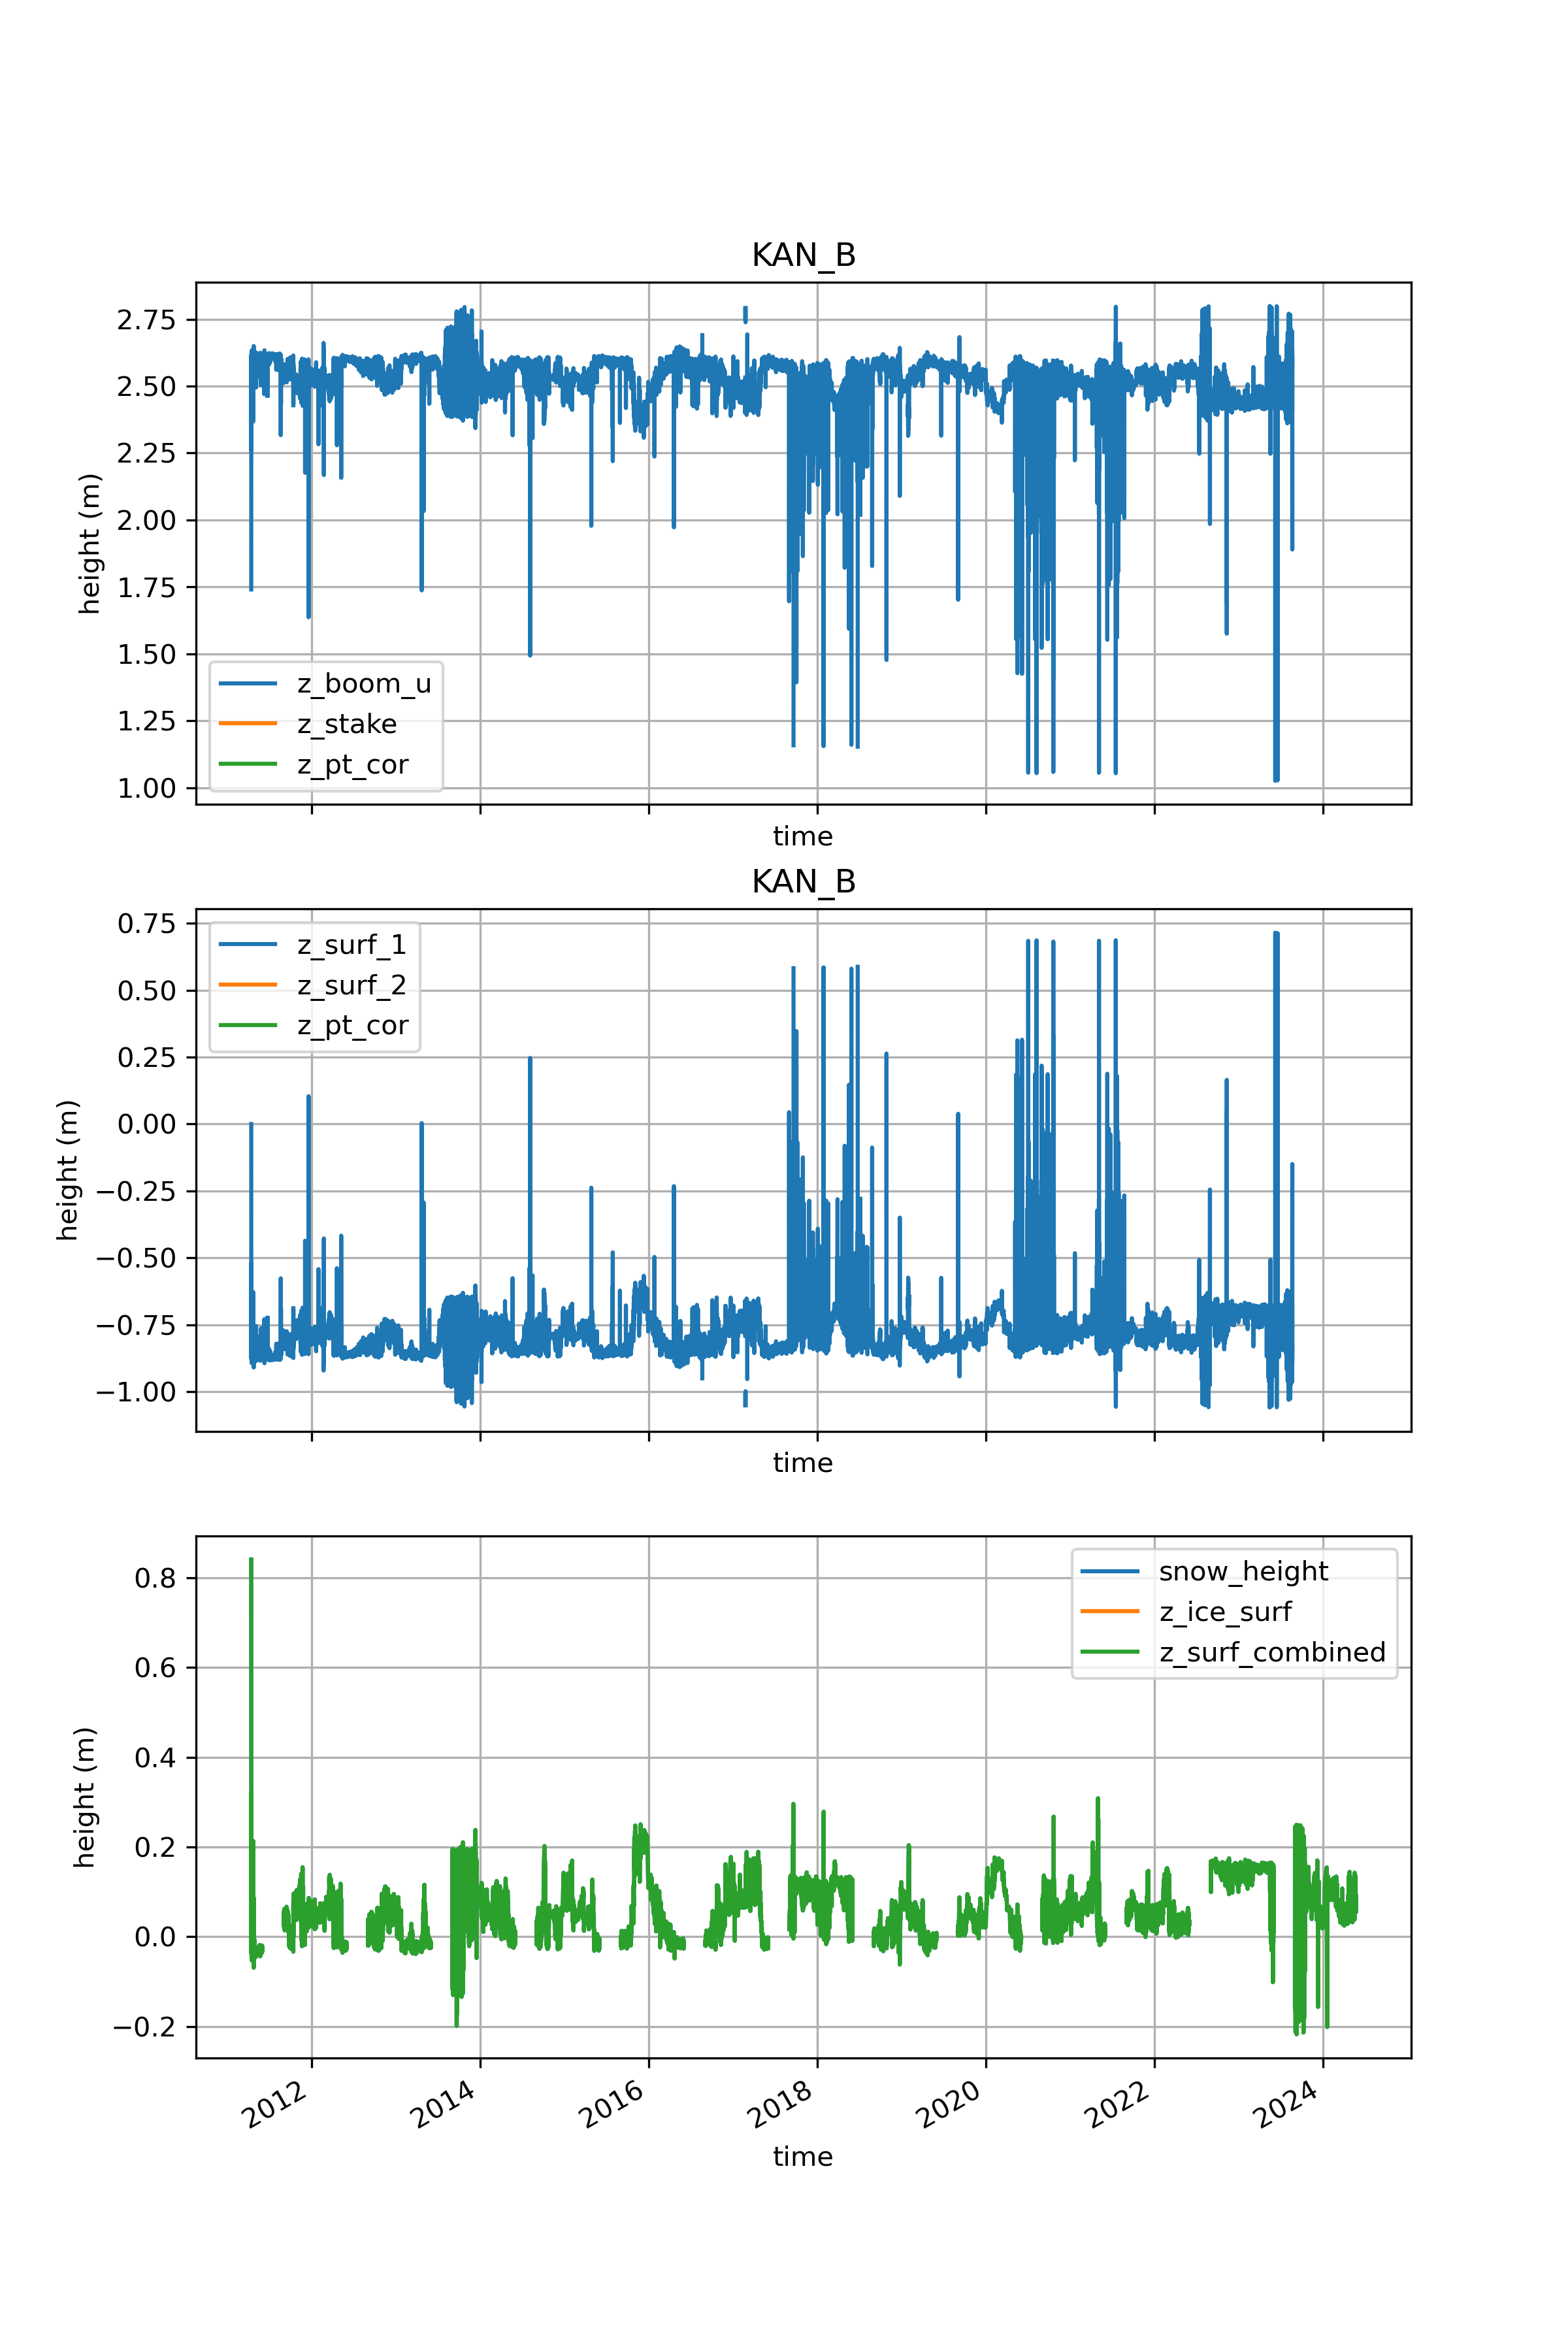 KAN_B
2.75
2.50
2.25
2.00
1.75
1.50
1.25
1.00
height (m)
z_boom_u
z_stake
z_pt_cor
time
KAN_B
0.75
0.50
0.25
0.00
−0.25
−0.50
−0.75
−1.00
height (m)
z_surf_1
z_surf_2
z_pt_cor
time
0.8
0.6
0.4
0.2
0.0
−0.2
height (m)
snow_height
z_ice_surf
z_surf_combined
2012 2014 2016 2018 2020 2022 2024
time